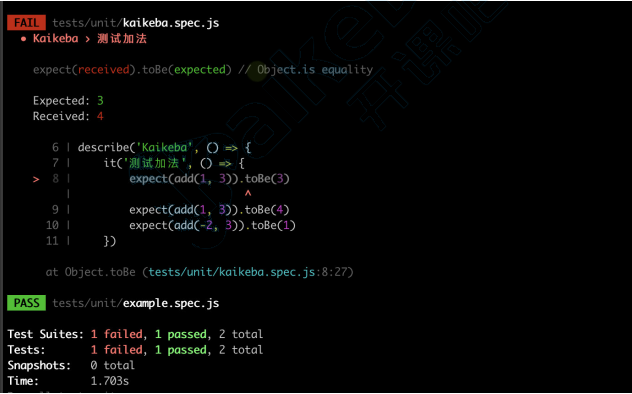 FAIL tests/unit/kaikeba.spec.js
● Kaikeba › 测试加法
expect(received).toBe(expected) // Object.is equality
Expected: 3
Received: 4
6 | describe('Kaikeba', () => {
7 | it('测试加法', () => {
> 8 | expect(add(1, 3)).toBe(3)
| ^
9 | expect(add(1, 3)).toBe(4)
10 | expect(add(-2, 3)).toBe(1)
11 | })
at Object.toBe (tests/unit/kaikeba.spec.js:8:27)
PASS tests/unit/example.spec.js
Test Suites: 1 failed, 1 passed, 2 total
Tests: 1 failed, 1 passed, 2 total
Snapshots: 0 total
Time: 1.703s